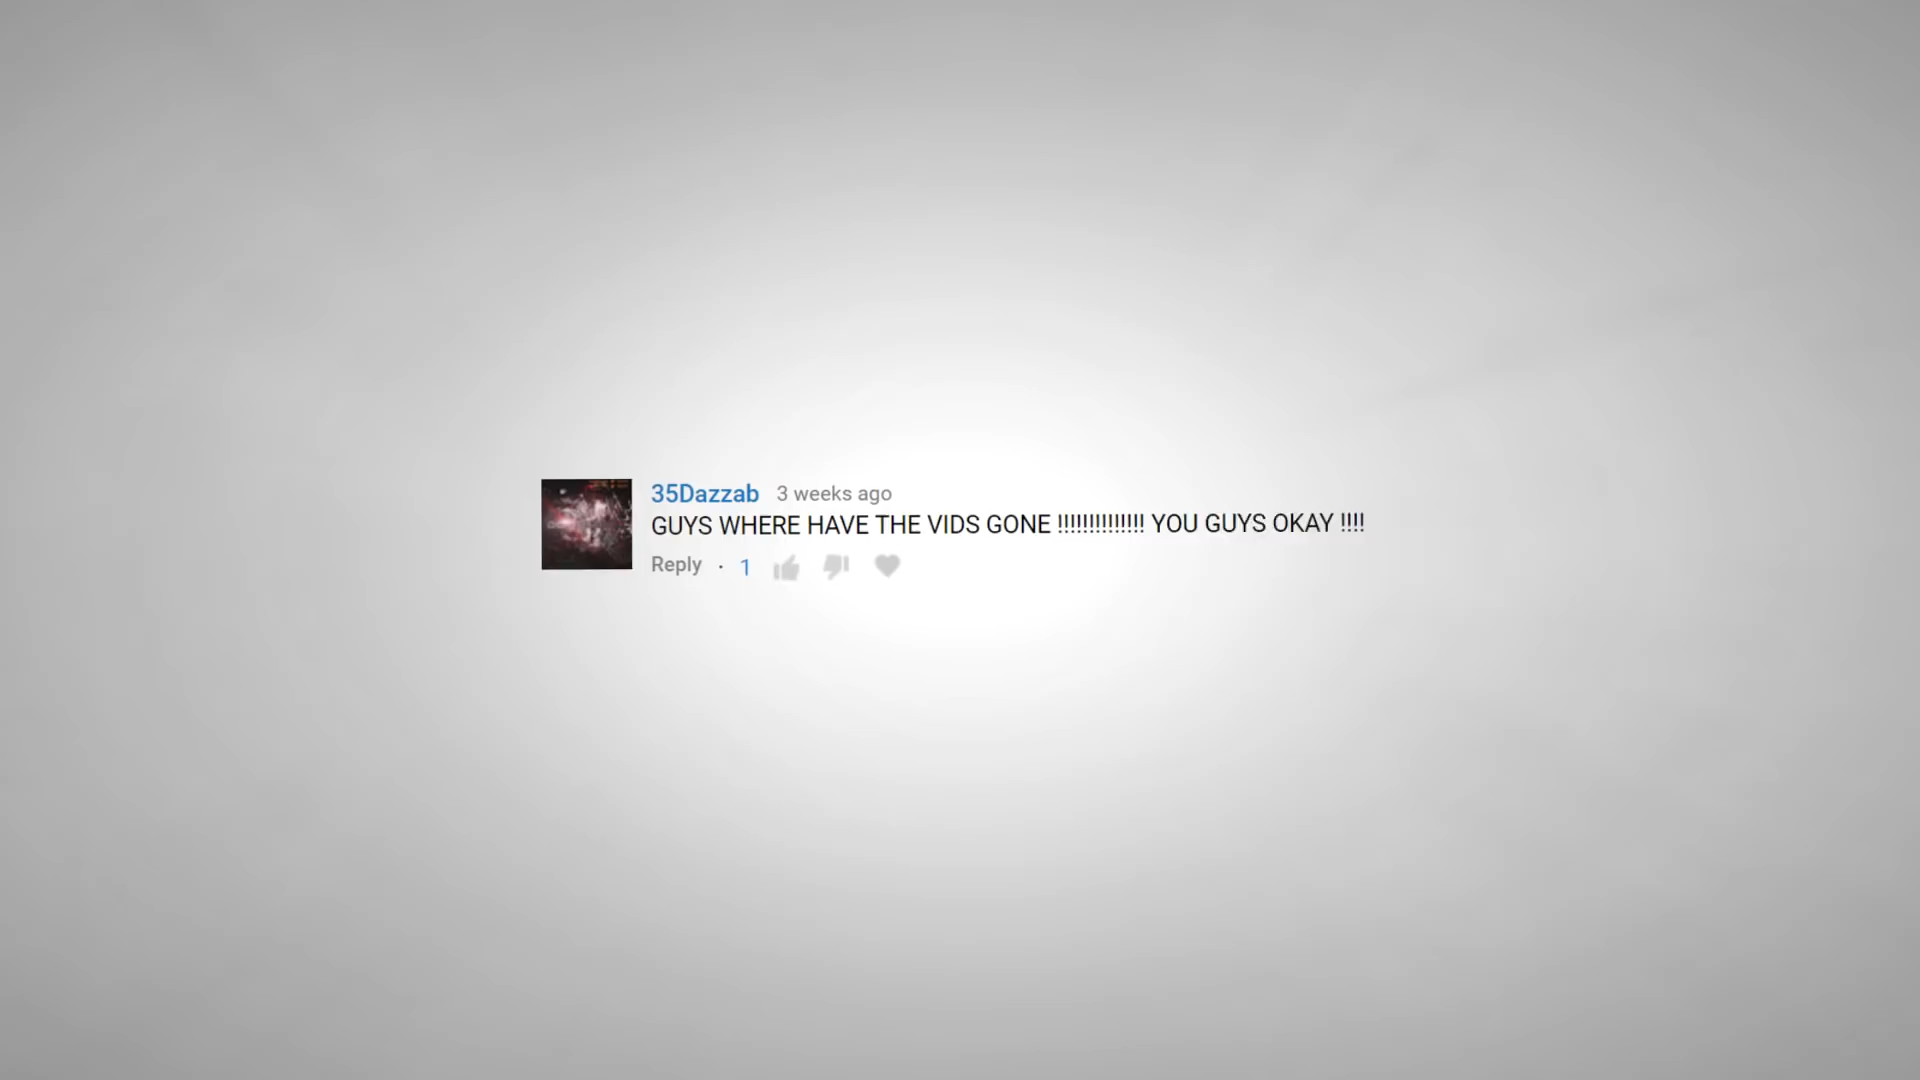 35Dazzab 3 weeks ago
GUYS WHERE HAVE THE VIDS GONE !!!!!!!!!!!!!! YOU GUYS OKAY !!!!
Reply · 1